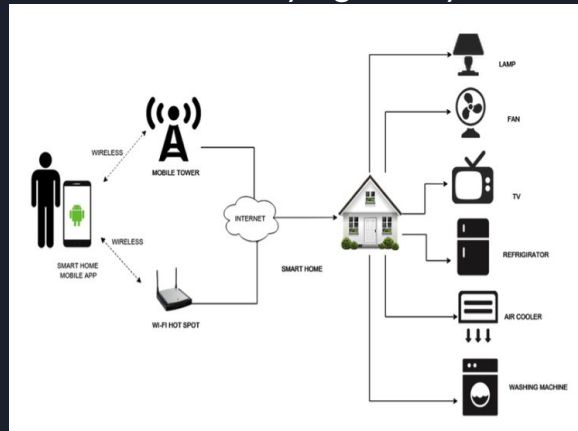 LAMP
FAN
WIRELESS
MOBILE TOWER
TV
INTERNET
WIRELESS
SMART HOME
MOBILE APP
SMART HOME
REFRIGIRATOR
WI-FI HOT SPOT
AIR COOLER
WASHING MACHINE